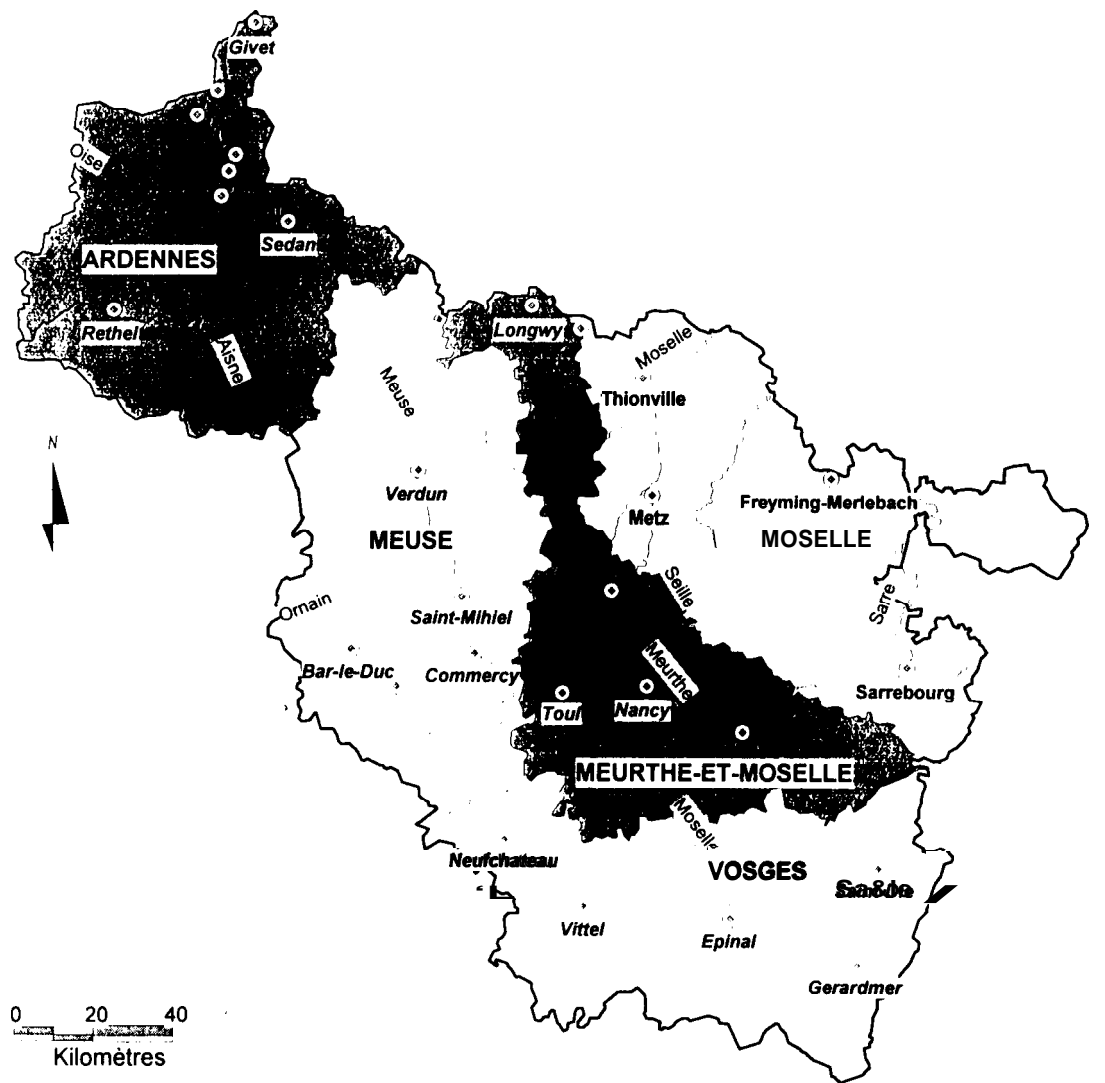 Givet
Oise
Sedan
ARDENNES
Rethel
Aisne
Longwy
Moselle
Meuse
Thionville
N
Verdun
Metz
Freyming-Merlebach
MEUSE
MOSELLE
Seille
Sarre
Ornain
Saint-Mihiel
Meurthe
Bar-le-Duc
Commercy
Toul
Nancy
Sarrebourg
MEURTHE-ET-MOSELLE
Moselle
Neufchateau
VOSGES
Vittel
Epinal
Gerardmer
0 20 40
Kilomètres